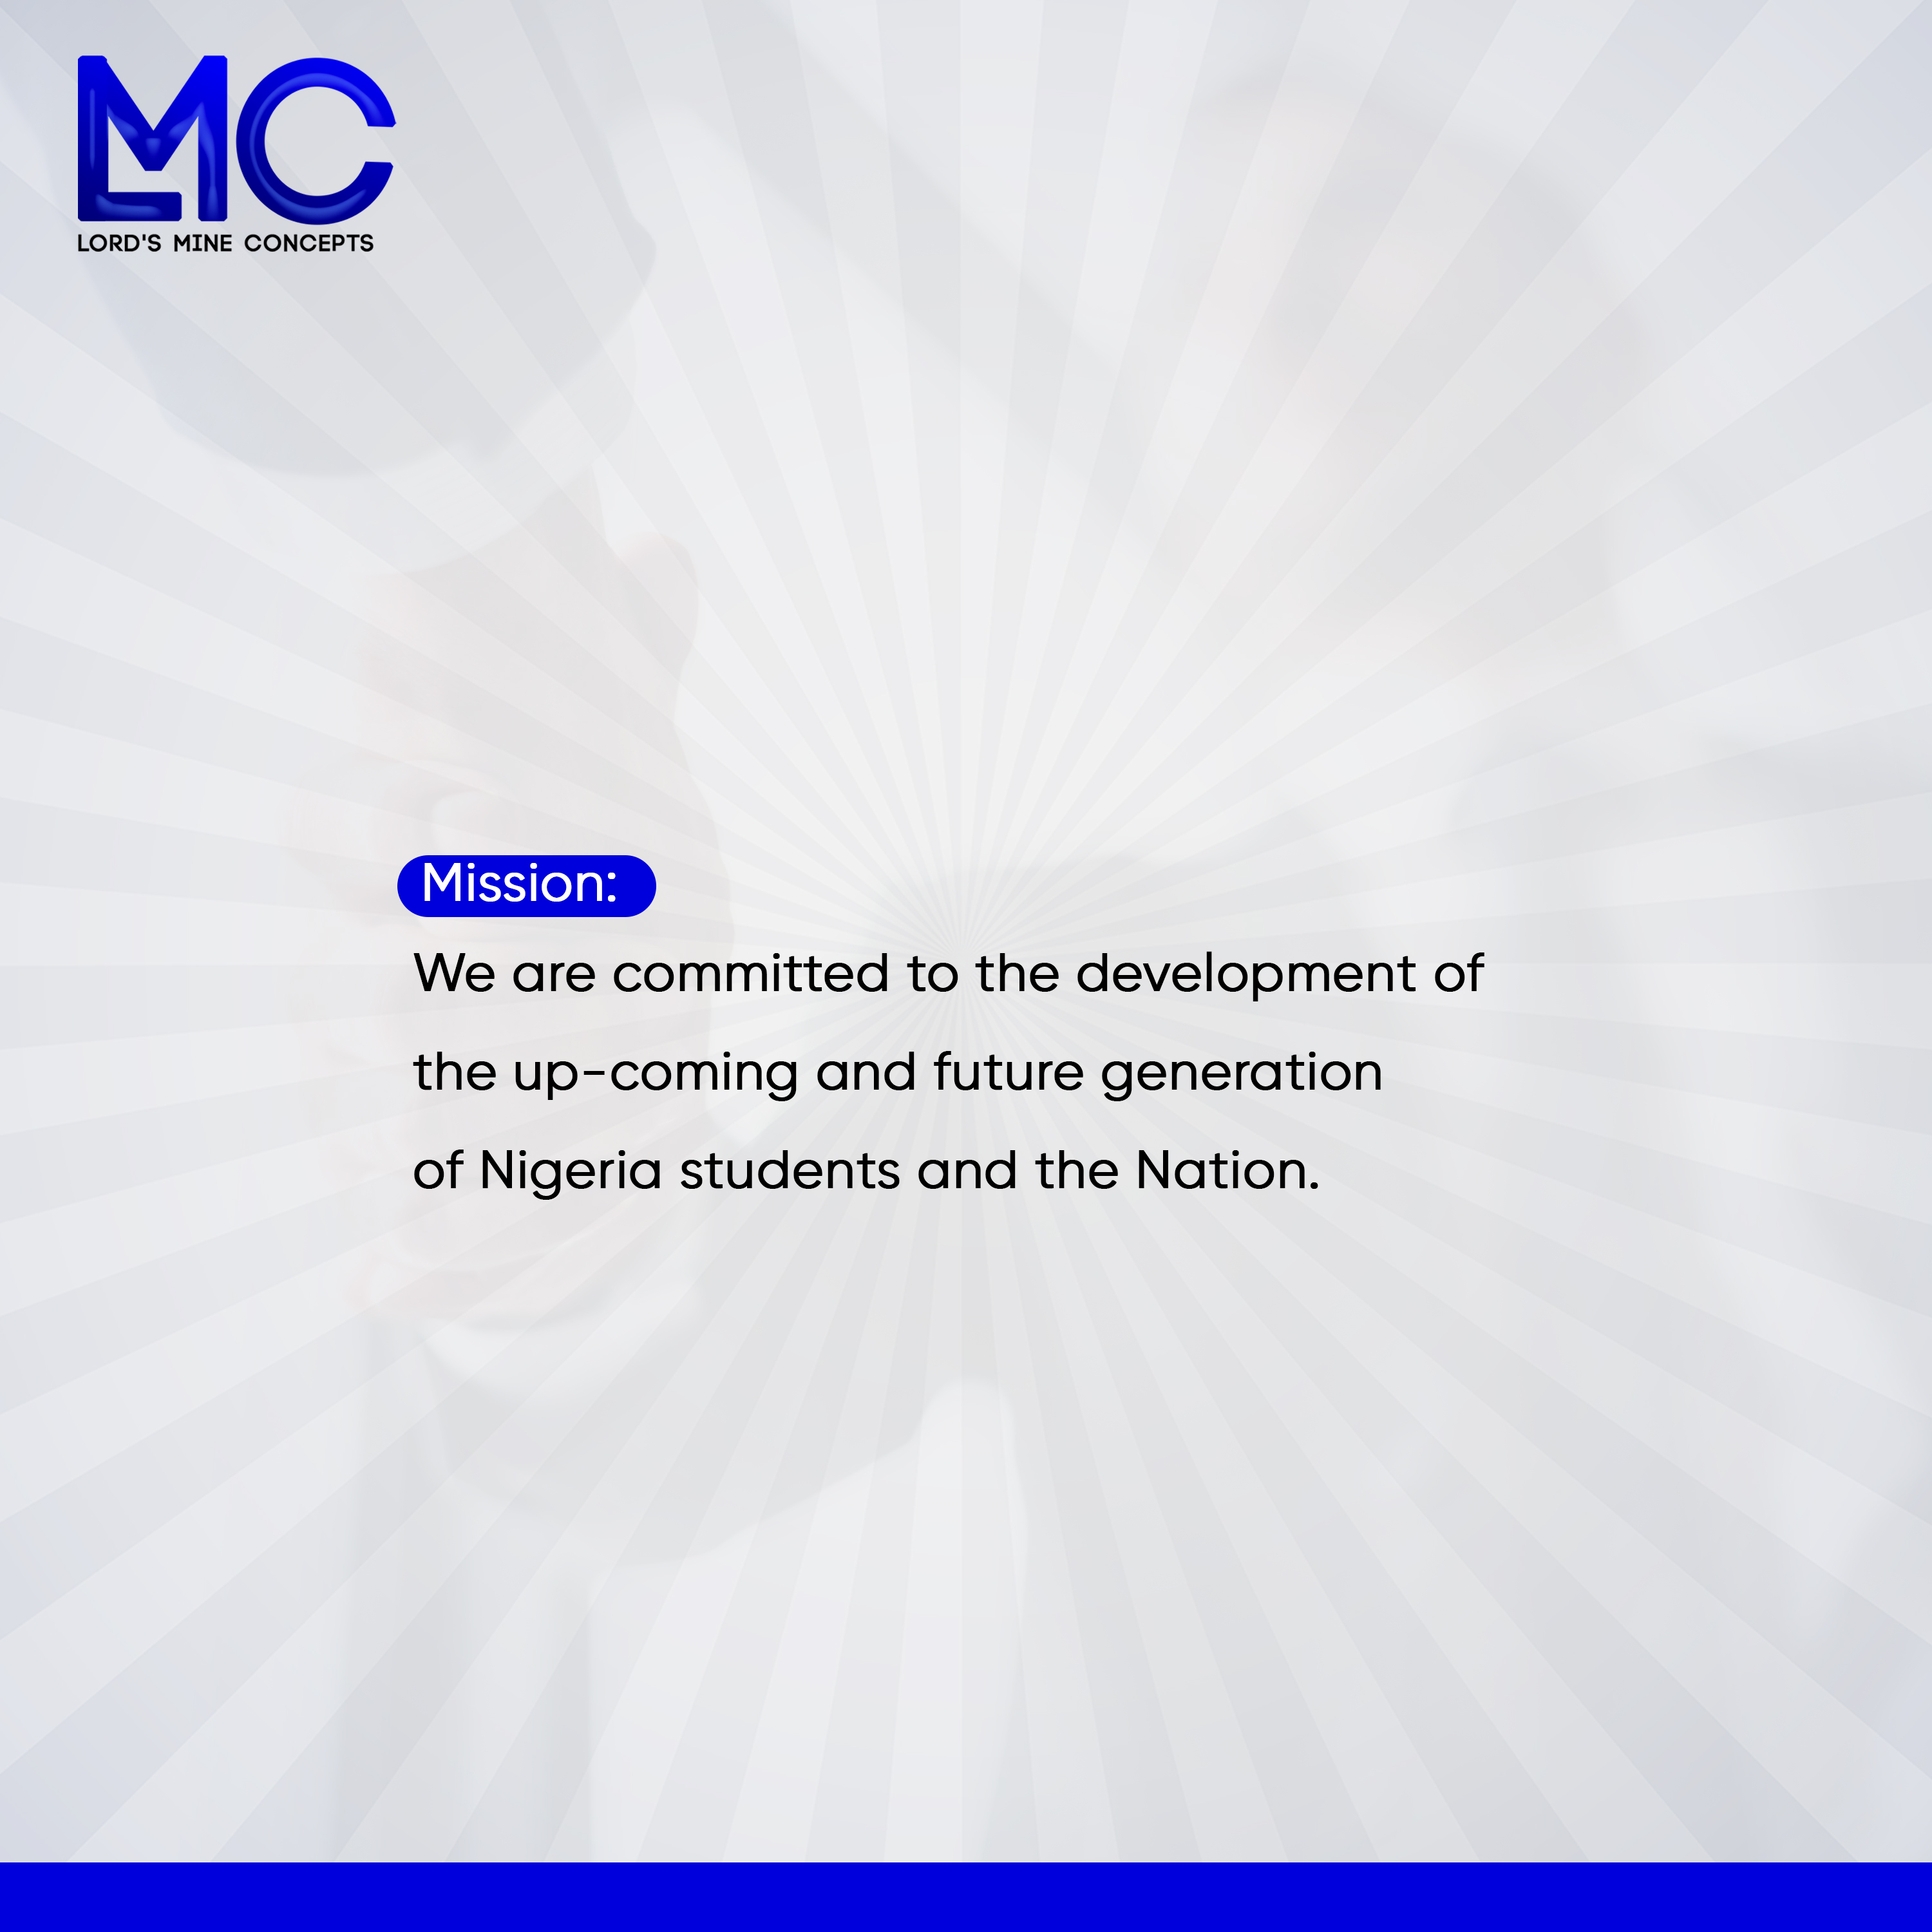 LMC
LORD'S MINE CONCEPTS
Mission:
We are committed to the development of
the up-coming and future generation
of Nigeria students and the Nation.